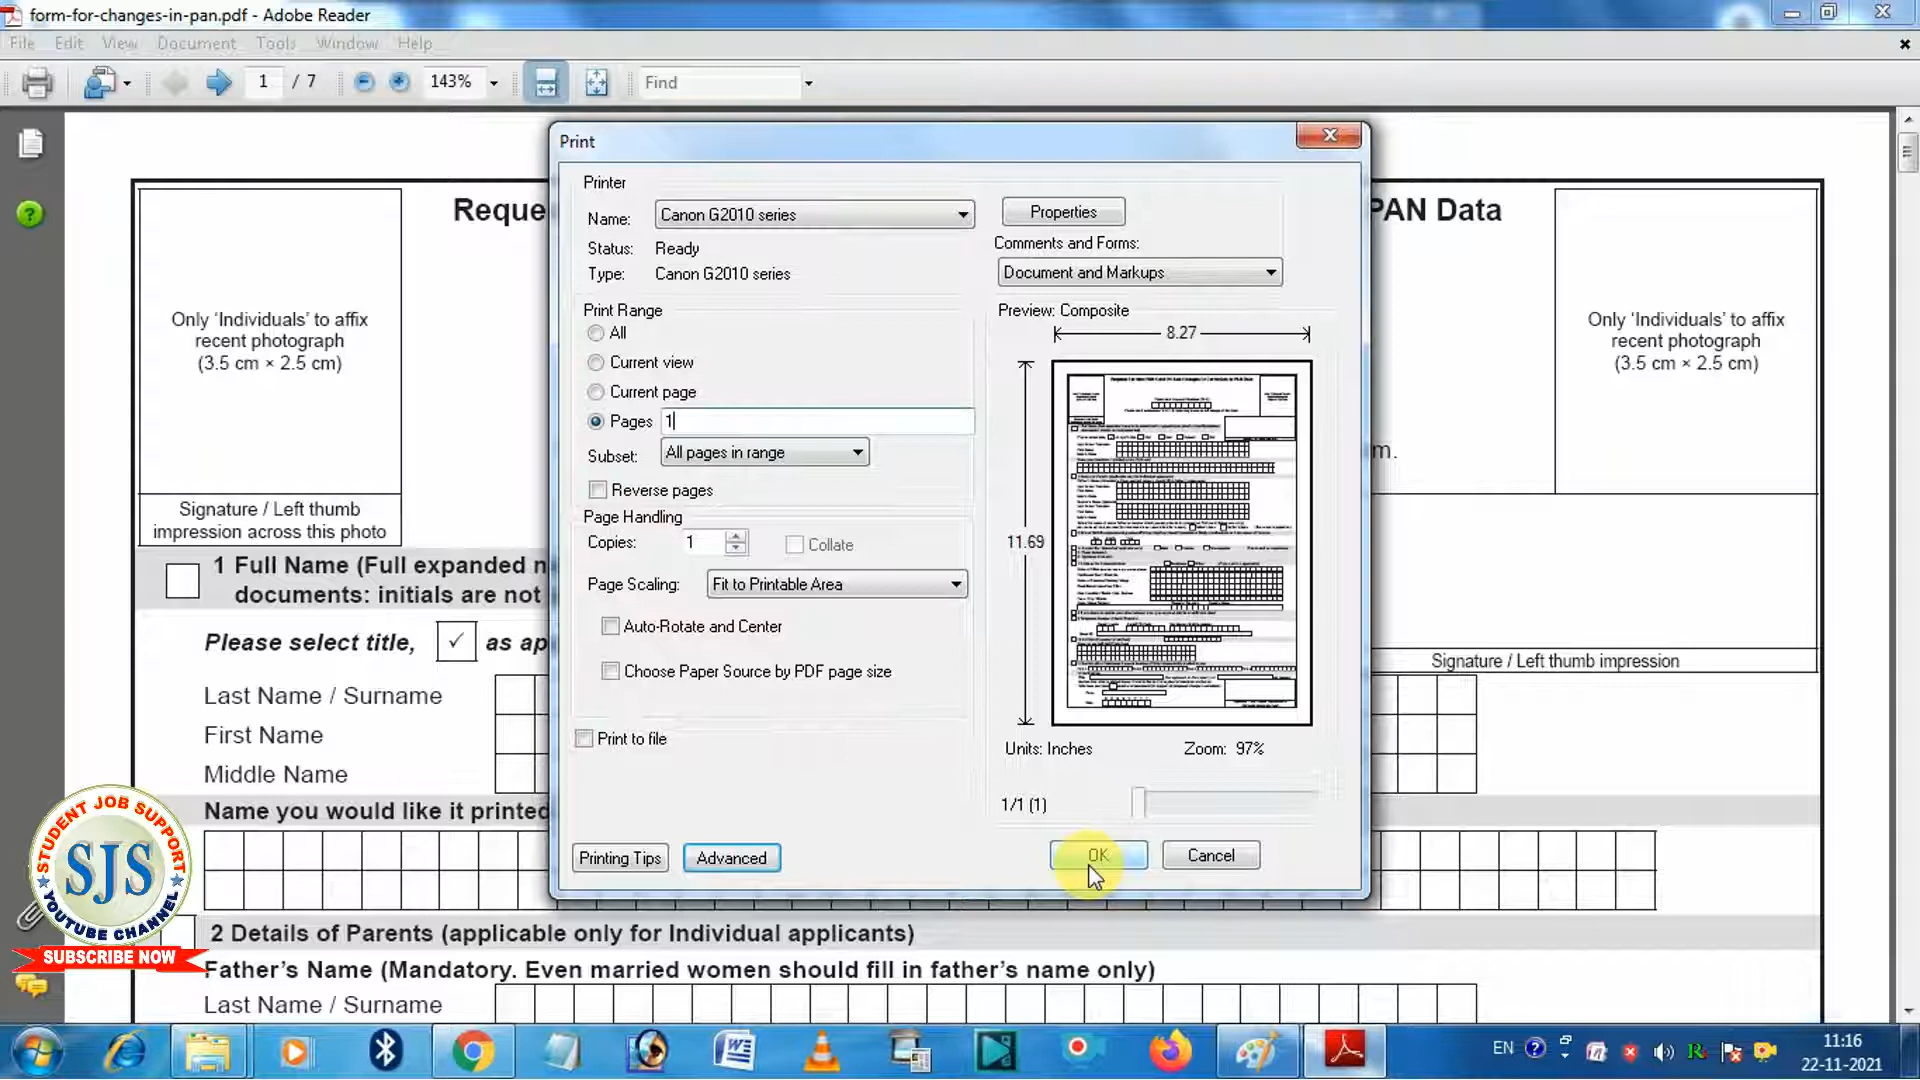 form-for-changes-in-pan.pdf - Adobe Reader
File Edit View Document Tools Window Help
1 / 7 143% Find
Print
Printer
Name: Canon G2010 series Properties
Status: Ready
Type: Canon G2010 series
Comments and Forms:
Document and Markups
Print Range
All
Current view
Current page
Pages 1
Subset: All pages in range
Reverse pages
Page Handling
Copies: 1 Collate
Page Scaling: Fit to Printable Area
Auto-Rotate and Center
Choose Paper Source by PDF page size
Print to file
Preview: Composite
8.27
11.69
Units: Inches Zoom: 97%
1/1 (1)
Printing Tips Advanced OK Cancel
Reque
PAN Data
Only ‘Individuals’ to affix
recent photograph
(3.5 cm × 2.5 cm)
Only ‘Individuals’ to affix
recent photograph
(3.5 cm × 2.5 cm)
m.
Signature / Left thumb
impression across this photo
Signature / Left thumb impression
1 Full Name (Full expanded n
documents: initials are not
Please select title, ✓ as ap
Last Name / Surname
First Name
Middle Name
Name you would like it printed
2 Details of Parents (applicable only for Individual applicants)
Father’s Name (Mandatory. Even married women should fill in father’s name only)
Last Name / Surname
STUDENT JOB SUPPORT
SJS
YOUTUBE CHANNEL
SUBSCRIBE NOW
EN
11:16
22-11-2021